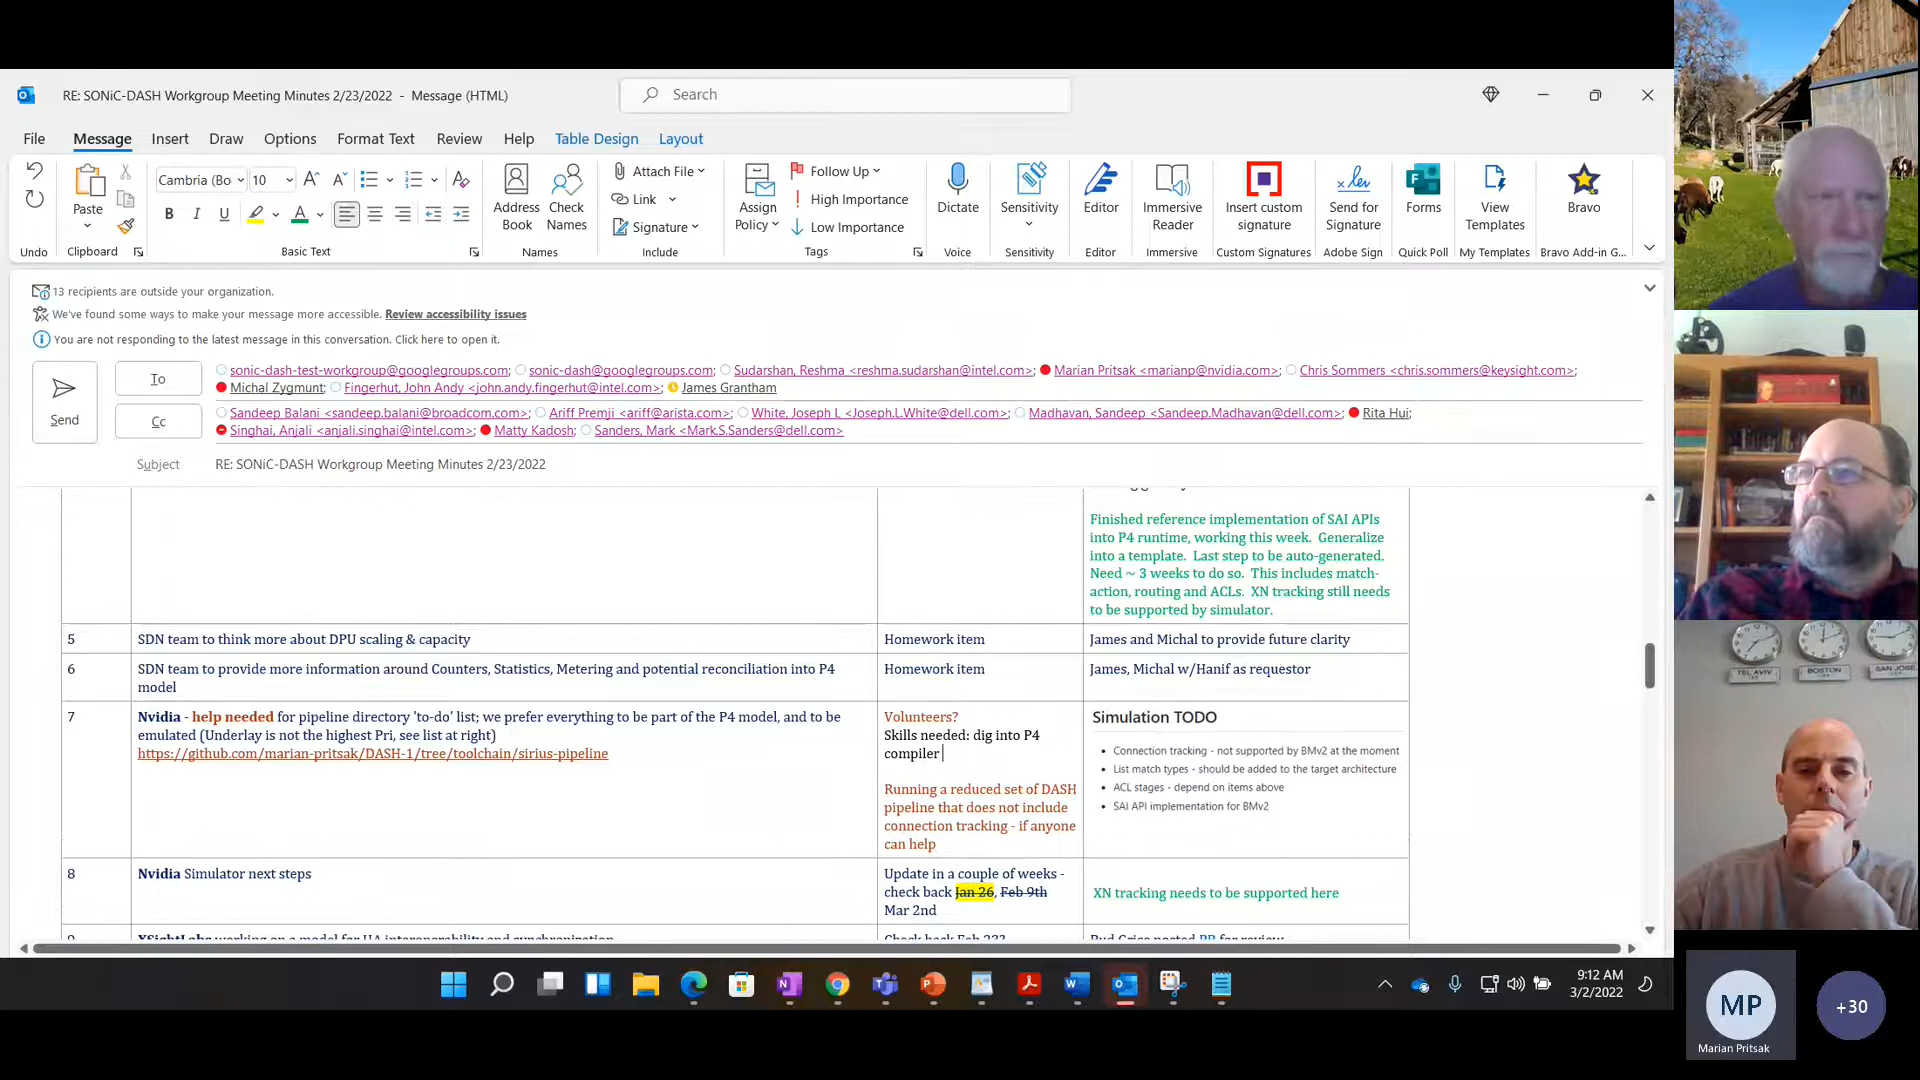 RE: SONiC-DASH Workgroup Meeting Minutes 2/23/2022 - Message (HTML)
Search
File Message Insert Draw Options Format Text Review Help Table Design Layout
Paste
Cambria (Bo 10
B I U A
Address Book
Check Names
Attach File
Link
Signature
Assign Policy
Follow Up
High Importance
Low Importance
Dictate
Sensitivity
Editor
Immersive Reader
Insert custom signature
Send for Signature
Forms
View Templates
Bravo
Undo Clipboard Basic Text Names Include Tags Voice Sensitivity Editor Immersive Custom Signatures Adobe Sign Quick Poll My Templates Bravo Add-in G...
13 recipients are outside your organization.
We've found some ways to make your message more accessible. Review accessibility issues
You are not responding to the latest message in this conversation. Click here to open it.
Send
To
sonic-dash-test-workgroup@googlegroups.com; sonic-dash@googlegroups.com; Sudarshan, Reshma <reshma.sudarshan@intel.com>; Marian Pritsak <marianp@nvidia.com>; Chris Sommers <chris.sommers@keysight.com>;
Michal Zygmunt; Fingerhut, John Andy <john.andy.fingerhut@intel.com>; James Grantham
Cc
Sandeep Balani <sandeep.balani@broadcom.com>; Ariff Premji <ariff@arista.com>; White, Joseph L <Joseph.L.White@dell.com>; Madhavan, Sandeep <Sandeep.Madhavan@dell.com>; Rita Hui;
Singhai, Anjali <anjali.singhai@intel.com>; Matty Kadosh; Sanders, Mark <Mark.S.Sanders@dell.com>
Subject RE: SONiC-DASH Workgroup Meeting Minutes 2/23/2022
Finished reference implementation of SAI APIs
into P4 runtime, working this week. Generalize
into a template. Last step to be auto-generated.
Need ~ 3 weeks to do so. This includes match-
action, routing and ACLs. XN tracking still needs
to be supported by simulator.
5 SDN team to think more about DPU scaling & capacity Homework item James and Michal to provide future clarity
6 SDN team to provide more information around Counters, Statistics, Metering and potential reconciliation into P4
model
Homework item James, Michal w/Hanif as requestor
7 Nvidia - help needed for pipeline directory 'to-do' list; we prefer everything to be part of the P4 model, and to be
emulated (Underlay is not the highest Pri, see list at right)
https://github.com/marian-pritsak/DASH-1/tree/toolchain/sirius-pipeline
Volunteers?
Skills needed: dig into P4
compiler
Running a reduced set of DASH
pipeline that does not include
connection tracking - if anyone
can help
Simulation TODO
• Connection tracking - not supported by BMv2 at the moment
• List match types - should be added to the target architecture
• ACL stages - depend on items above
• SAI API implementation for BMv2
8 Nvidia Simulator next steps
Update in a couple of weeks -
check back Jan 26, Feb 9th
Mar 2nd
XN tracking needs to be supported here
TEL AVIV BOSTON SAN JOSE
9:12 AM
3/2/2022
MP
Marian Pritsak
+30